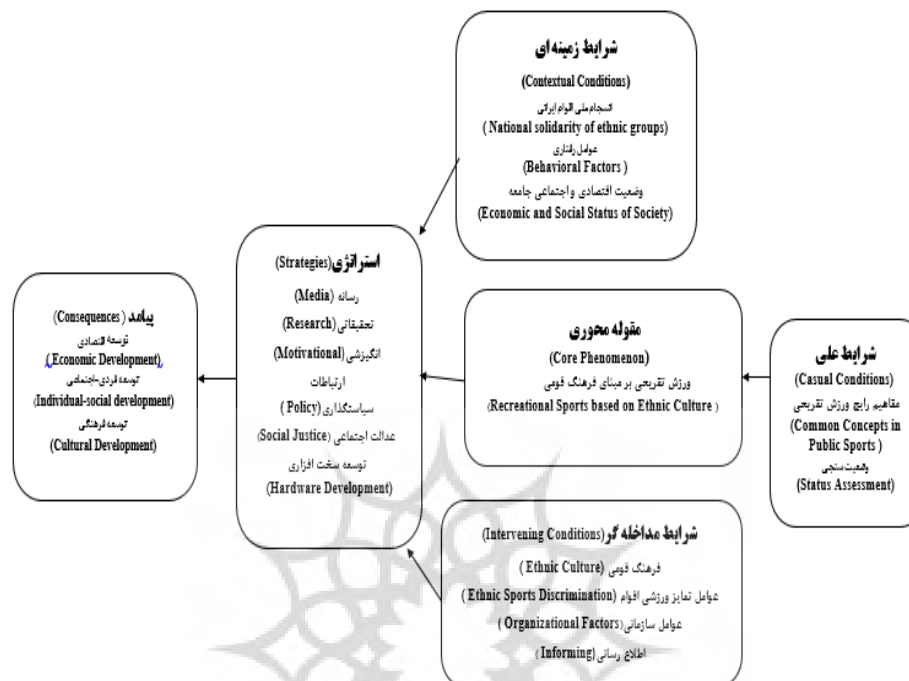 شرایط زمینه ای
(Contextual Conditions)
انسجام ملی اقوام ایرانی
( National solidarity of ethnic groups)
عوامل رفتاری
(Behavioral Factors )
وضعیت اقتصادی و اجتماعی جامعه
(Economic and Social Status of Society)
شرایط علی
(Casual Conditions)
مفاهیم رایج ورزش تفریحی
(Common Concepts in
Public Sports )
وضعیت سنجی
(Status Assessment)
مقوله محوری
(Core Phenomenon)
ورزش تفریحی بر مبنای فرهنگ قومی
(Recreational Sports based on Ethnic Culture )
شرایط مداخله گر (Intervening Conditions)
فرهنگ قومی (Ethnic Culture )
عوامل تمایز ورزشی اقوام (Ethnic Sports Discrimination )
عوامل سازمانی (Organizational Factors )
اطلاع رسانی (Informing )
استراتژی (Strategies)
رسانه (Media)
تحقیقاتی (Research)
انگیزشی (Motivational)
ارتباطات
سیاستگذاری (Policy )
عدالت اجتماعی (Social Justice)
توسعه سخت افزاری
(Hardware Development)
پیامد (Consequences )
توسعه اقتصادی
(Economic Development)
توسعه فردی-اجتماعی
(Individual-social development)
توسعه فرهنگی
(Cultural Development)